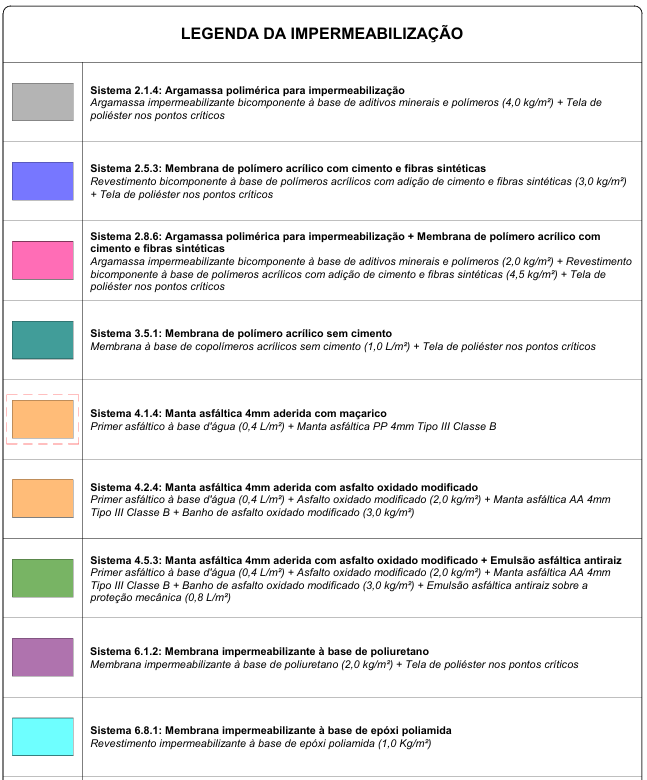 LEGENDA DA IMPERMEABILIZAÇÃO
Sistema 2.1.4: Argamassa polimérica para impermeabilização
Argamassa impermeabilizante bicomponente à base de aditivos minerais e polímeros (4,0 kg/m²) + Tela de
poliéster nos pontos críticos
Sistema 2.5.3: Membrana de polímero acrílico com cimento e fibras sintéticas
Revestimento bicomponente à base de polímeros acrílicos com adição de cimento e fibras sintéticas (3,0 kg/m²)
+ Tela de poliéster nos pontos críticos
Sistema 2.8.6: Argamassa polimérica para impermeabilização + Membrana de polímero acrílico com
cimento e fibras sintéticas
Argamassa impermeabilizante bicomponente à base de aditivos minerais e polímeros (2,0 kg/m²) + Revestimento
bicomponente à base de polímeros acrílicos com adição de cimento e fibras sintéticas (4,5 kg/m²) + Tela de
poliéster nos pontos críticos
Sistema 3.5.1: Membrana de polímero acrílico sem cimento
Membrana à base de copolímeros acrílicos sem cimento (1,0 L/m²) + Tela de poliéster nos pontos críticos
Sistema 4.1.4: Manta asfáltica 4mm aderida com maçarico
Primer asfáltico à base d'água (0,4 L/m²) + Manta asfáltica PP 4mm Tipo III Classe B
Sistema 4.2.4: Manta asfáltica 4mm aderida com asfalto oxidado modificado
Primer asfáltico à base d'água (0,4 L/m²) + Asfalto oxidado modificado (2,0 kg/m²) + Manta asfáltica AA 4mm
Tipo III Classe B + Banho de asfalto oxidado modificado (3,0 kg/m²)
Sistema 4.5.3: Manta asfáltica 4mm aderida com asfalto oxidado modificado + Emulsão asfáltica antiraiz
Primer asfáltico à base d'água (0,4 L/m²) + Asfalto oxidado modificado (2,0 kg/m²) + Manta asfáltica AA 4mm
Tipo III Classe B + Banho de asfalto oxidado modificado (3,0 kg/m²) + Emulsão asfáltica antiraiz sobre a
proteção mecânica (0,8 L/m²)
Sistema 6.1.2: Membrana impermeabilizante à base de poliuretano
Membrana impermeabilizante à base de poliuretano (2,0 kg/m²) + Tela de poliéster nos pontos críticos
Sistema 6.8.1: Membrana impermeabilizante à base de epóxi poliamida
Revestimento impermeabilizante à base de epóxi poliamida (1,0 Kg/m²)